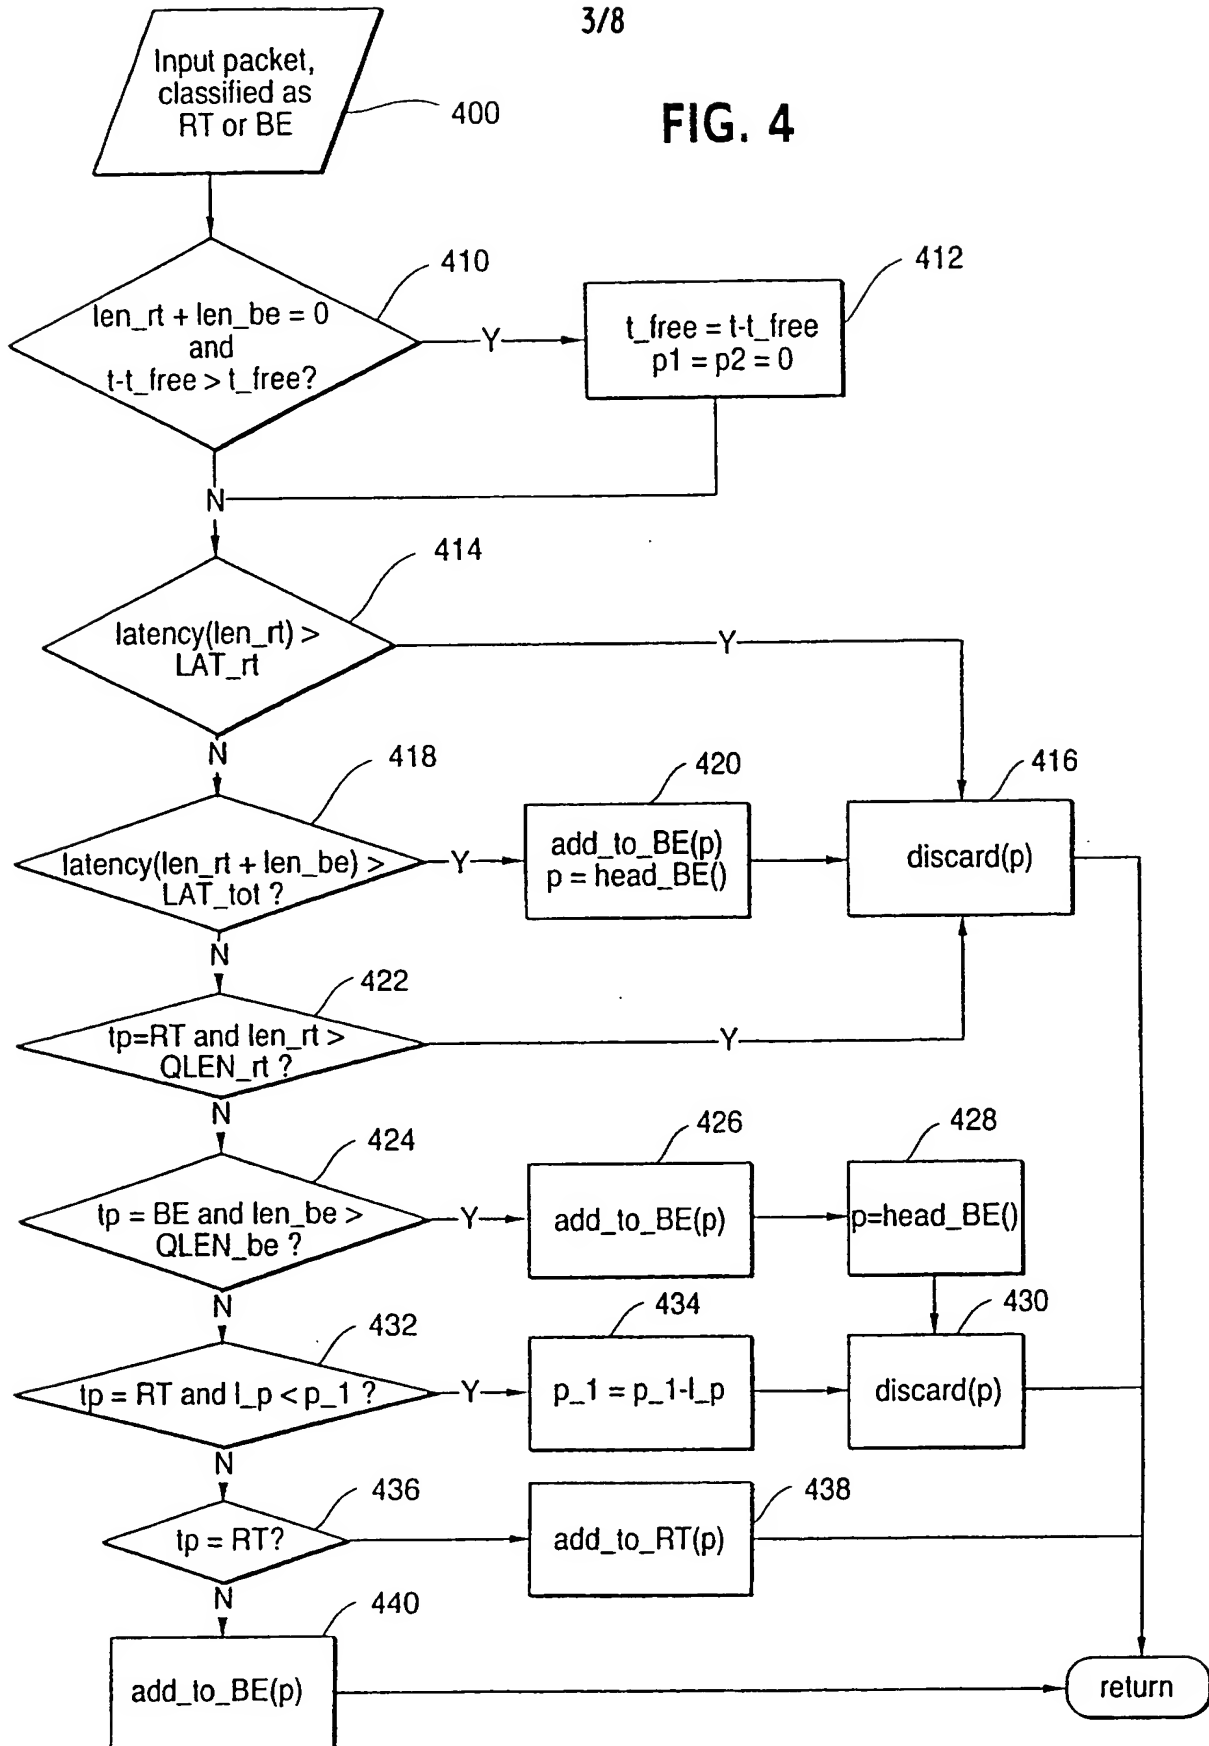 3/8
FIG. 4
Input packet,
classified as
RT or BE
400
410
len_rt + len_be = 0
and
t-t_free > t_free?
Y
412
t_free = t-t_free
p1 = p2 = 0
N
414
latency(len_rt) >
LAT_rt
Y
N
418
latency(len_rt + len_be) >
LAT_tot ?
Y
420
add_to_BE(p)
p = head_BE()
416
discard(p)
N
422
tp=RT and len_rt >
QLEN_rt ?
Y
N
424
tp = BE and len_be >
QLEN_be ?
Y
426
add_to_BE(p)
428
p=head_BE()
N
432
tp = RT and l_p < p_1 ?
Y
434
p_1 = p_1-l_p
430
discard(p)
N
436
tp = RT?
438
add_to_RT(p)
N
440
add_to_BE(p)
return